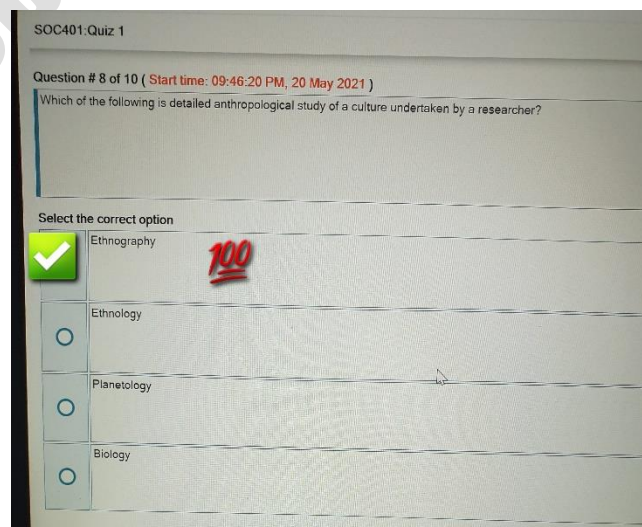 SOC401:Quiz 1
Question # 8 of 10 ( Start time: 09:46:20 PM, 20 May 2021 )
Which of the following is detailed anthropological study of a culture undertaken by a researcher?
Select the correct option
Ethnography
100
Ethnology
Planetology
Biology